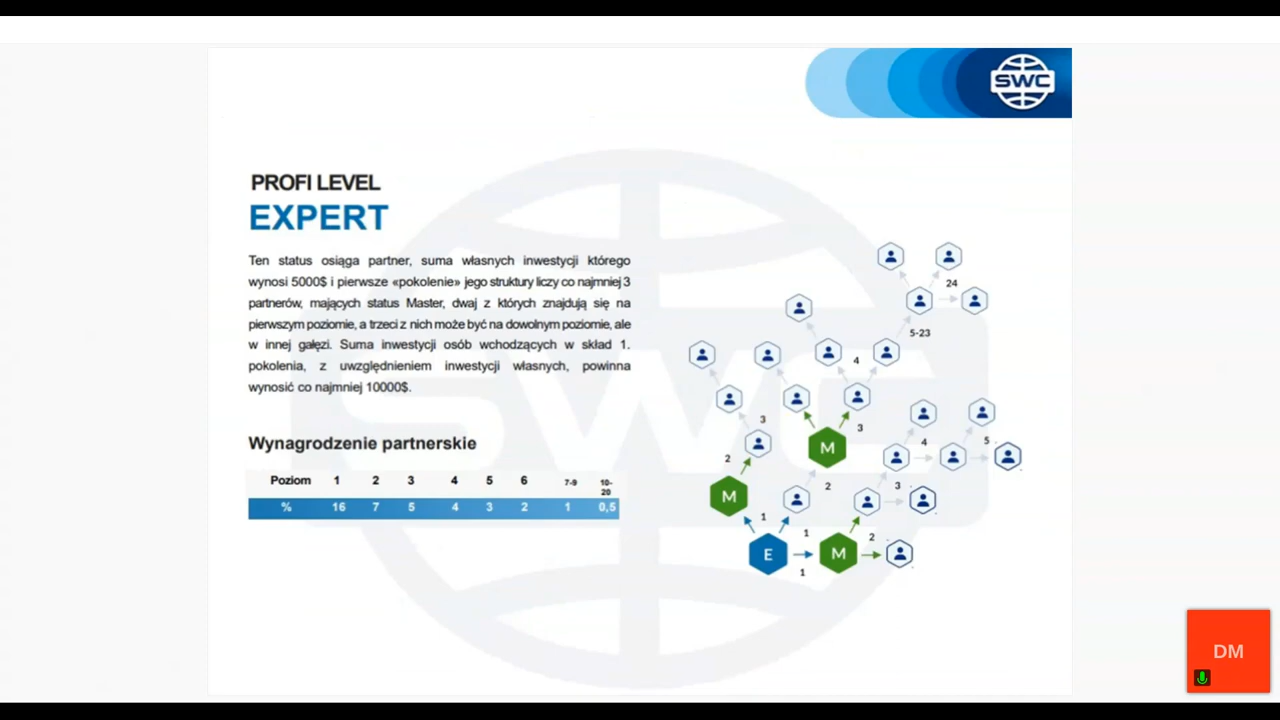 SWC
PROFI LEVEL
EXPERT
Ten status osiąga partner, suma własnych inwestycji którego
wynosi 5000$ i pierwsze «pokolenie» jego struktury liczy co najmniej 3
partnerów, mających status Master, dwaj z których znajdują się na
pierwszym poziomie, a trzeci z nich może być na dowolnym poziomie, ale
w innej gałęzi. Suma inwestycji osób wchodzących w skład 1.
pokolenia, z uwzględnieniem inwestycji własnych, powinna
wynosić co najmniej 10000$.
Wynagrodzenie partnerskie
Poziom 1 2 3 4 5 6 7-9 10-20
% 16 7 5 4 3 2 1 0,5
24
5-23
4
3
3
M
4
5
2
M
2
3
1
1
2
E
M
1
DM